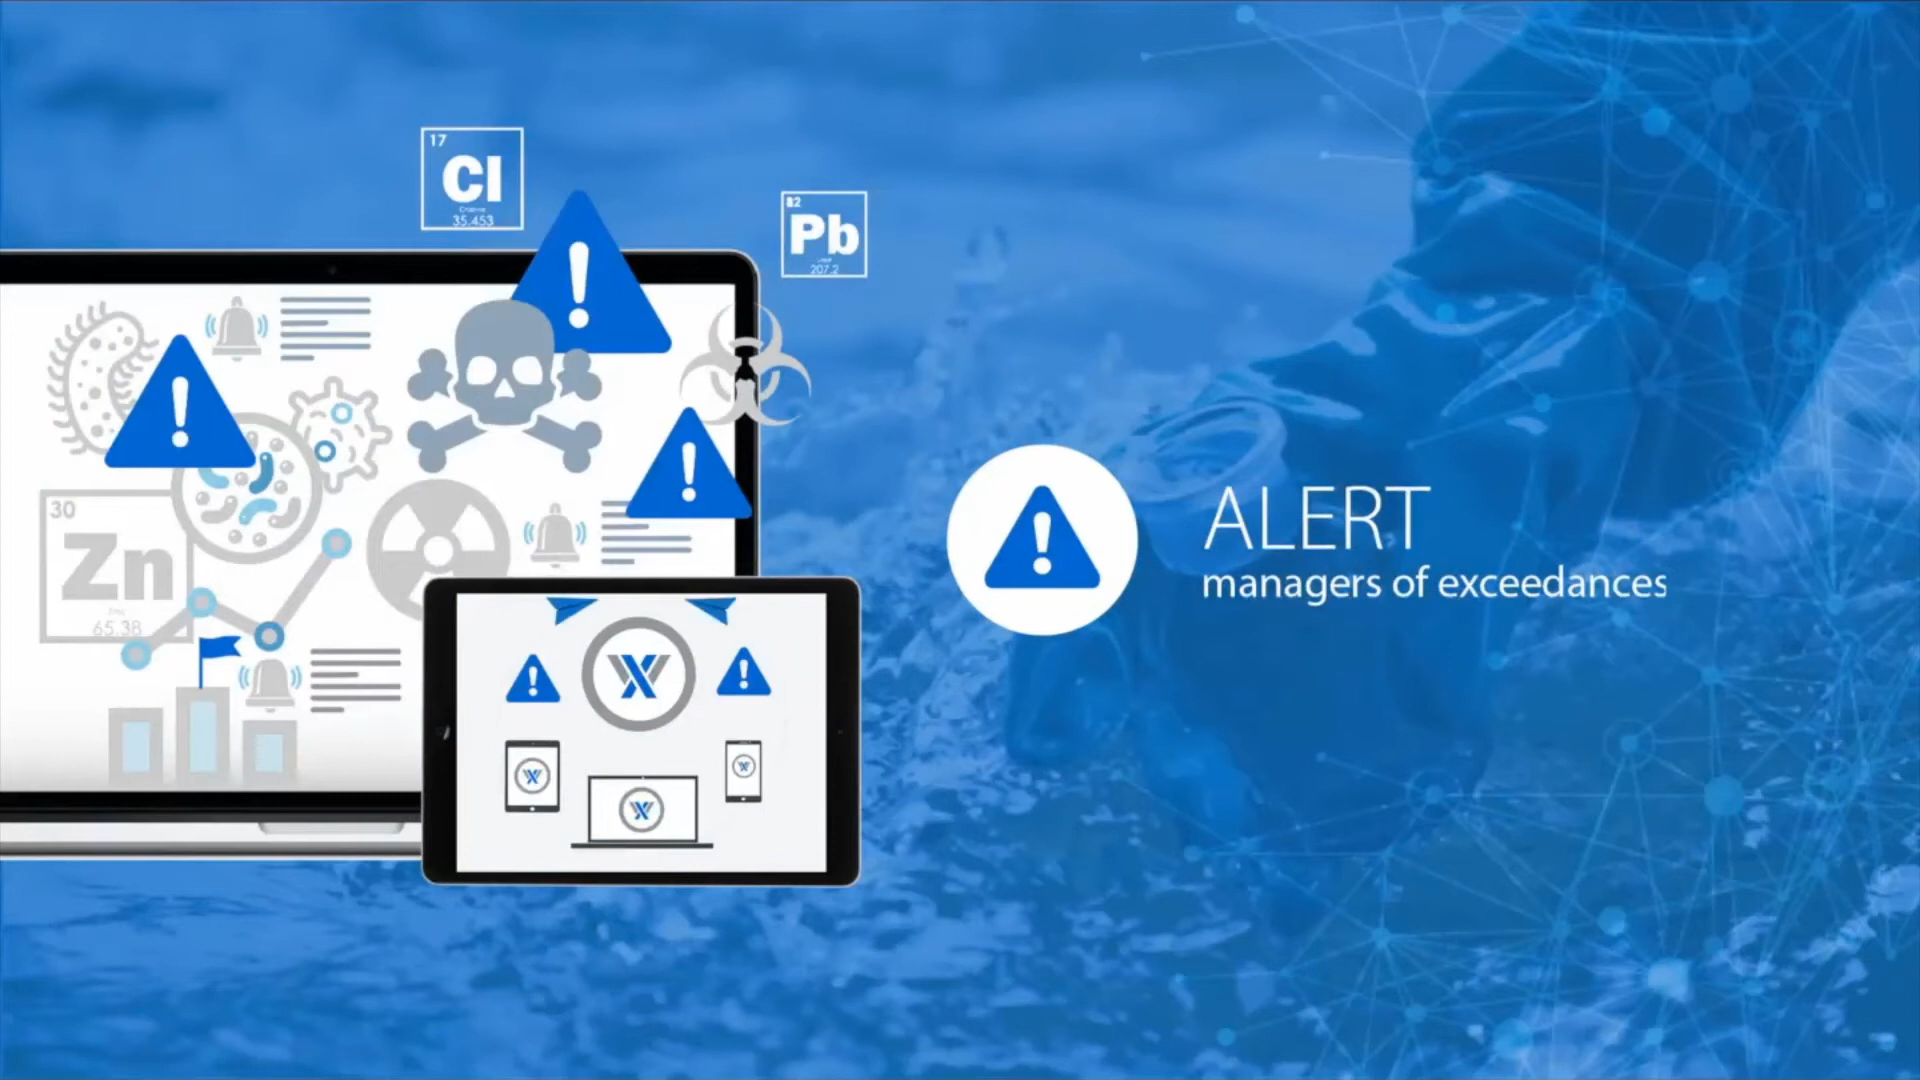 17
Cl
35.453
82
Pb
207.2
30
Zn
65.38
ALERT
managers of exceedances